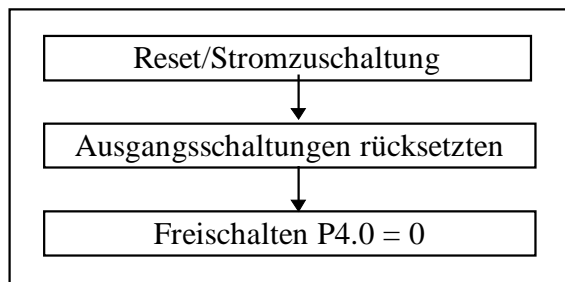 Reset/Stromzuschaltung
Ausgangsschaltungen rücksetzten
Freischalten P4.0 = 0